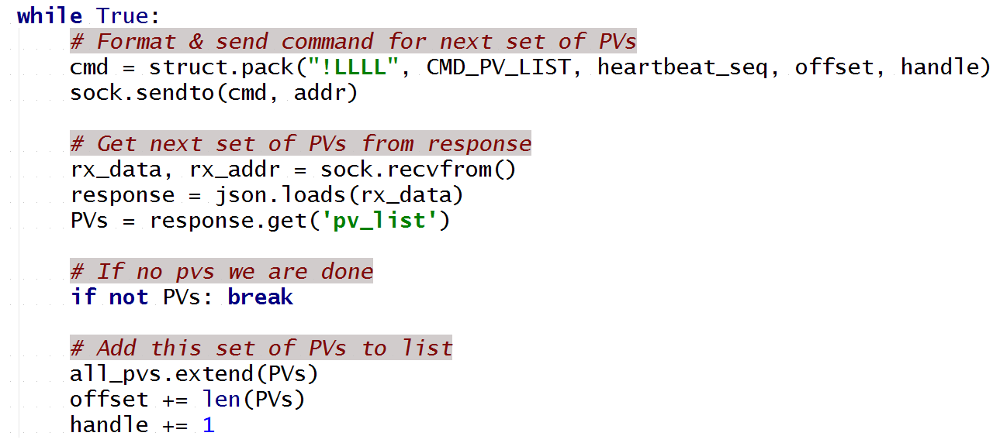 while True:
# Format & send command for next set of PVs
cmd = struct.pack("!LLLL", CMD_PV_LIST, heartbeat_seq, offset, handle)
sock.sendto(cmd, addr)
# Get next set of PVs from response
rx_data, rx_addr = sock.recvfrom()
response = json.loads(rx_data)
PVs = response.get('pv_list')
# If no pvs we are done
if not PVs: break
# Add this set of PVs to list
all_pvs.extend(PVs)
offset += len(PVs)
handle += 1